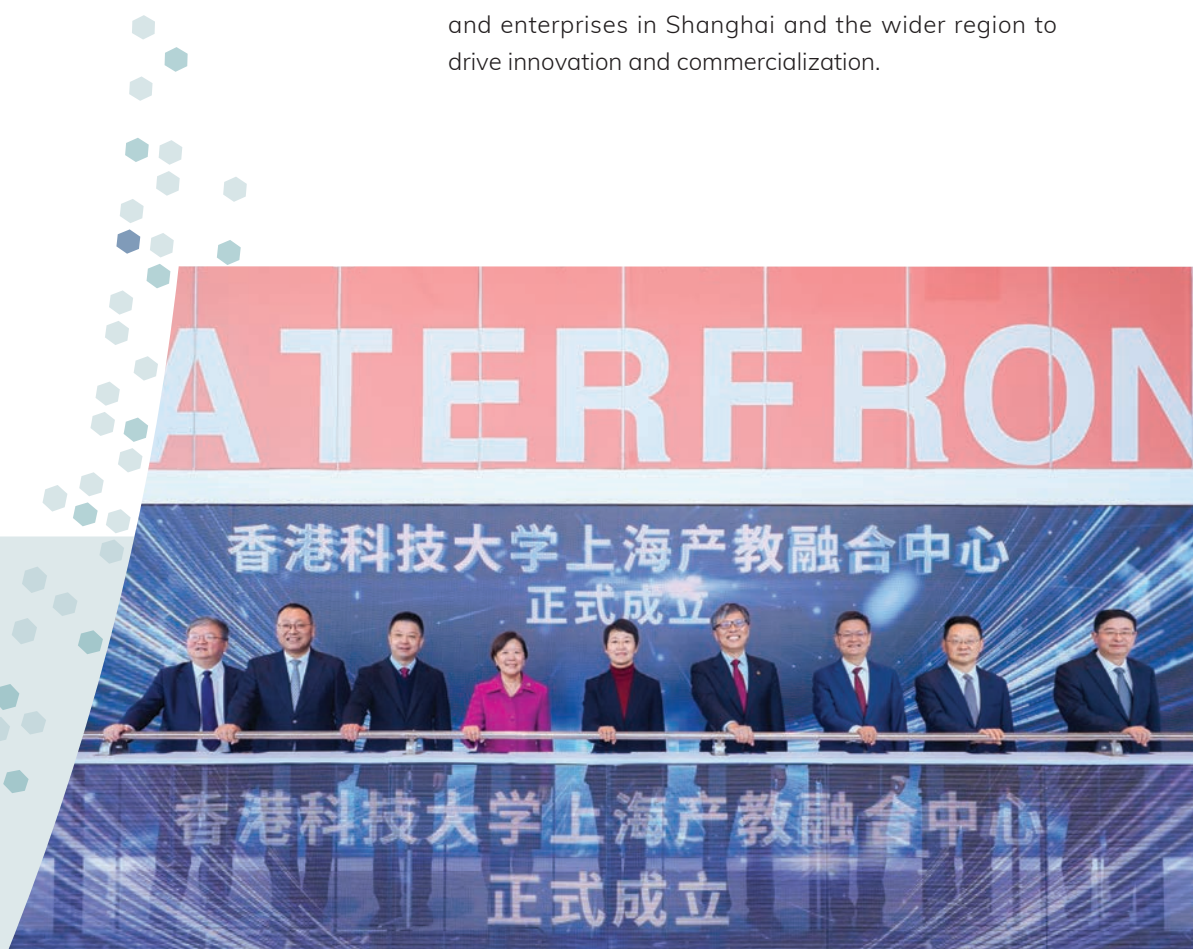 and enterprises in Shanghai and the wider region to
drive innovation and commercialization.
ATERFRON
香港科技大学上海产教融合中心
正式成立
香港科技大学上海产教融合中心
正式成立